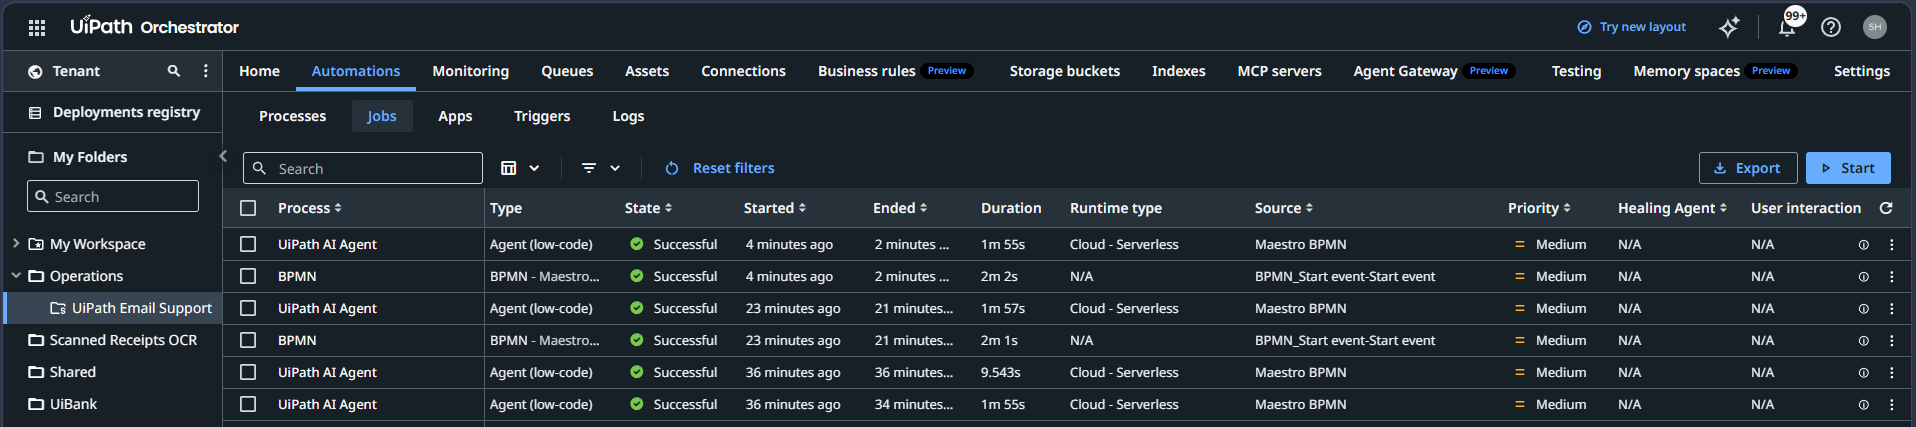 UiPath Orchestrator
Try new layout
99+
SH
Tenant
Home Automations Monitoring Queues Assets Connections Business rules Preview Storage buckets Indexes MCP servers Agent Gateway Preview Testing Memory spaces Preview Settings
Deployments registry
Processes Jobs Apps Triggers Logs
My Folders
Search
Reset filters
Export
Start
Search
Process Type State Started Ended Duration Runtime type Source Priority Healing Agent User interaction
My Workspace
Operations
UiPath Email Support
Scanned Receipts OCR
Shared
UiBank
UiPath AI Agent Agent (low-code) Successful 4 minutes ago 2 minutes ... 1m 55s Cloud - Serverless Maestro BPMN Medium N/A N/A
BPMN BPMN - Maestro... Successful 4 minutes ago 2 minutes ... 2m 2s N/A BPMN_Start event-Start event Medium N/A N/A
UiPath AI Agent Agent (low-code) Successful 23 minutes ago 21 minutes... 1m 57s Cloud - Serverless Maestro BPMN Medium N/A N/A
BPMN BPMN - Maestro... Successful 23 minutes ago 21 minutes... 2m 1s N/A BPMN_Start event-Start event Medium N/A N/A
UiPath AI Agent Agent (low-code) Successful 36 minutes ago 36 minutes... 9.543s Cloud - Serverless Maestro BPMN Medium N/A N/A
UiPath AI Agent Agent (low-code) Successful 36 minutes ago 34 minutes... 1m 55s Cloud - Serverless Maestro BPMN Medium N/A N/A